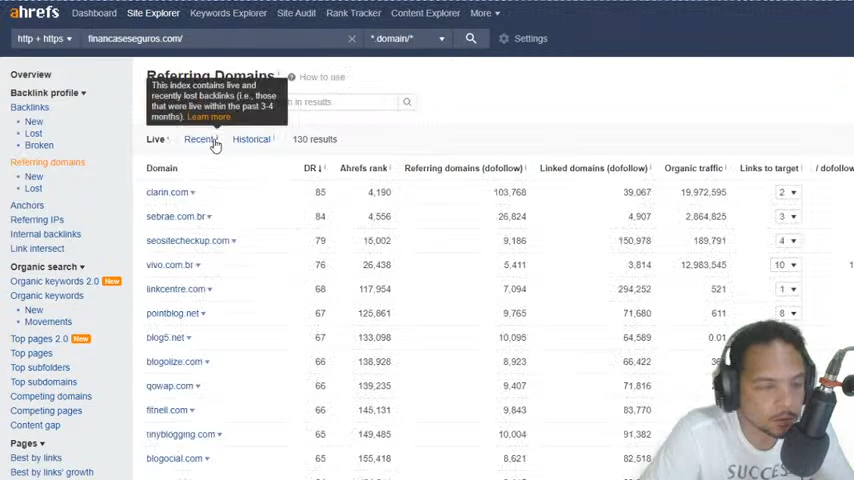 ahrefs Dashboard Site Explorer Keywords Explorer Site Audit Rank Tracker Content Explorer More
http + https financaseseguros.com/ *.domain/* Settings
Overview
Backlink profile
Backlinks
New
Lost
Broken
Referring domains
New
Lost
Anchors
Referring IPs
Internal backlinks
Link intersect
Organic search
Organic keywords 2.0 New
Organic keywords
New
Movements
Top pages 2.0 New
Top pages
Top subfolders
Top subdomains
Competing domains
Competing pages
Content gap
Pages
Best by links
Best by links' growth
Referring Domains How to use
This index contains live and
recently lost backlinks (i.e., those
that were live within the past 3-4
months). Learn more
in results
Live Recent Historical 130 results
Domain DR Ahrefs rank Referring domains (dofollow) Linked domains (dofollow) Organic traffic Links to target / dofollow
clarin.com 85 4,190 103,768 39,067 19,972,595 2
sebrae.com.br 84 4,556 26,824 4,907 2,864,825 3
seositecheckup.com 79 15,002 9,186 150,978 189,791 4
vivo.com.br 76 26,438 5,411 3,814 12,983,545 10
linkcentre.com 68 117,954 7,094 294,252 521 1
pointblog.net 67 125,861 9,765 71,680 611 8
blog5.net 67 133,098 10,095 64,589 0.01
blogolize.com 66 138,928 8,923 66,422
qowap.com 66 139,235 9,407 71,816
fitnell.com 66 145,131 9,843 83,770
tinyblogging.com 65 149,485 10,004 91,382
blogocial.com 65 155,418 8,621 82,518
SUCCESS